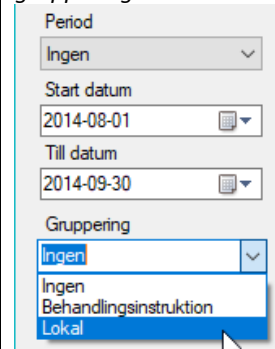 Period
Ingen
Start datum
2014-08-01
Till datum
2014-09-30
Gruppering
Ingen
Ingen
Behandlingsinstruktion
Lokal